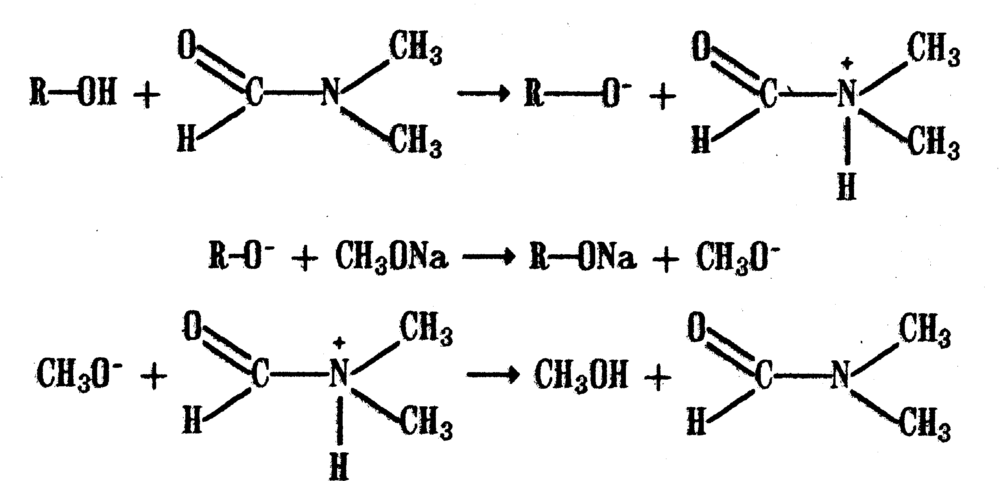 O CH3 O + CH3
R—OH + C—N → R—O- + C—N
H CH3 H CH3
H
R-O- + CH3ONa → R—ONa + CH3O-
O + CH3 O CH3
CH3O- + C—N → CH3OH + C—N
H CH3 H CH3
H